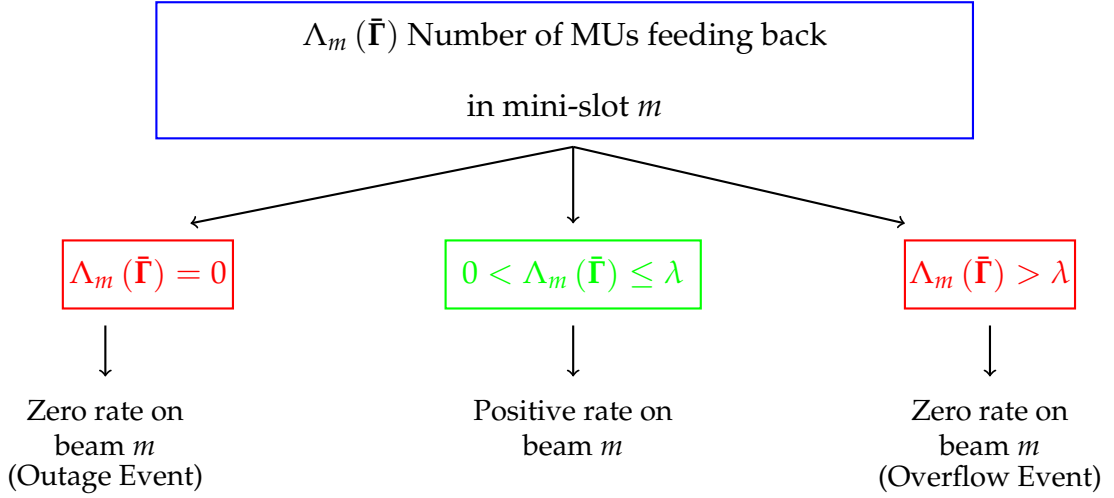 Λ_m (Γ̄) Number of MUs feeding back
in mini-slot m
Λ_m (Γ̄) = 0
0 < Λ_m (Γ̄) ≤ λ
Λ_m (Γ̄) > λ
Zero rate on
beam m
(Outage Event)
Positive rate on
beam m
Zero rate on
beam m
(Overflow Event)